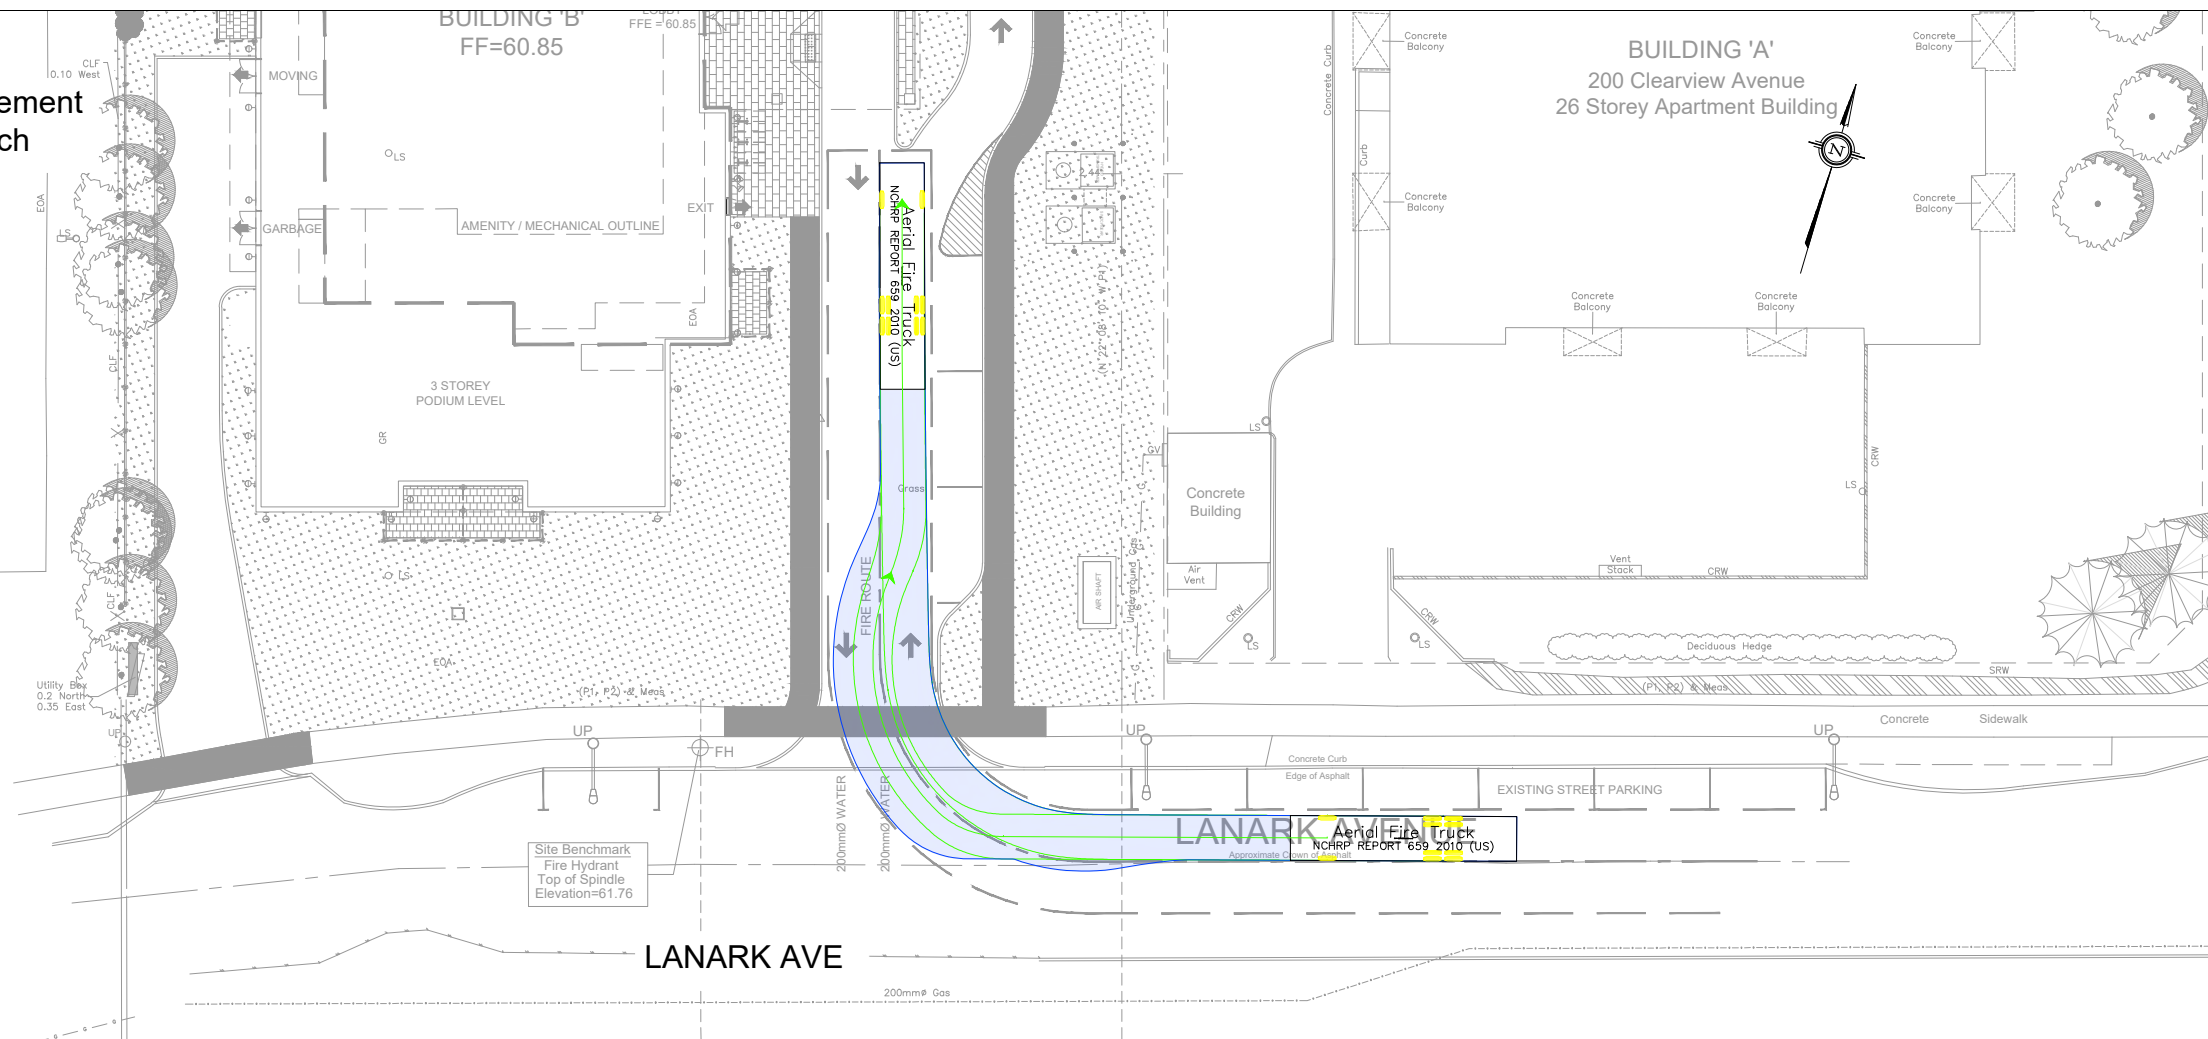 BUILDING 'B'
FF=60.85
LOBBY
FFE = 60.85
CLF
0.10 West
ement
ch
MOVING
GARBAGE
EXIT
AMENITY / MECHANICAL OUTLINE
LS
LS
EOA
EOA
CLF
CLF
3 STOREY
PODIUM LEVEL
GR
LS
EOA
Utility Box
0.2 North
0.35 East
UP
(P1, P2) & Meas
UP
FH
Site Benchmark
Fire Hydrant
Top of Spindle
Elevation=61.76
Aerial Fire Truck
NCHRP REPORT 659 2010 (US)
Grass
FIRE ROUTE
200mmØ WATER
200mmØ WATER
Concrete Curb
Curb
Concrete
Balcony
Concrete
Balcony
BUILDING 'A'
200 Clearview Avenue
26 Storey Apartment Building
N
Concrete
Balcony
Concrete
Balcony
Concrete
Balcony
Concrete
Balcony
2.44
(N 22° 08' 10" W P1)
LS
GV
G
G
G
G
Underground Gas
Concrete
Building
Air
Vent
AIR SHAFT
CRW
LS
CRW
LS
Vent
Stack
CRW
CRW
LS
Deciduous Hedge
SRW
(P1, P2) & Meas
Concrete Sidewalk
UP
UP
Concrete Curb
Edge of Asphalt
EXISTING STREET PARKING
LANARK AVENUE
Aerial Fire Truck
NCHRP REPORT 659 2010 (US)
Approximate Crown of Asphalt
LANARK AVE
200mmø Gas
G
G
G